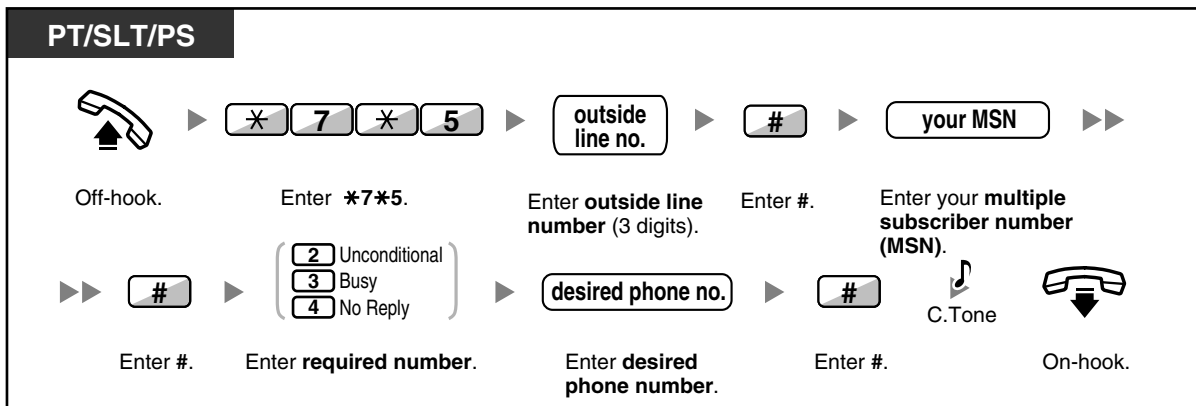 PT/SLT/PS
✳ 7 ✳ 5
outside
line no.
#
your MSN
Off-hook.
Enter ✳7✳5.
Enter outside line
number (3 digits).
Enter #.
Enter your multiple
subscriber number
(MSN).
#
2 Unconditional
3 Busy
4 No Reply
desired phone no.
#
C.Tone
Enter #.
Enter required number.
Enter desired
phone number.
Enter #.
On-hook.